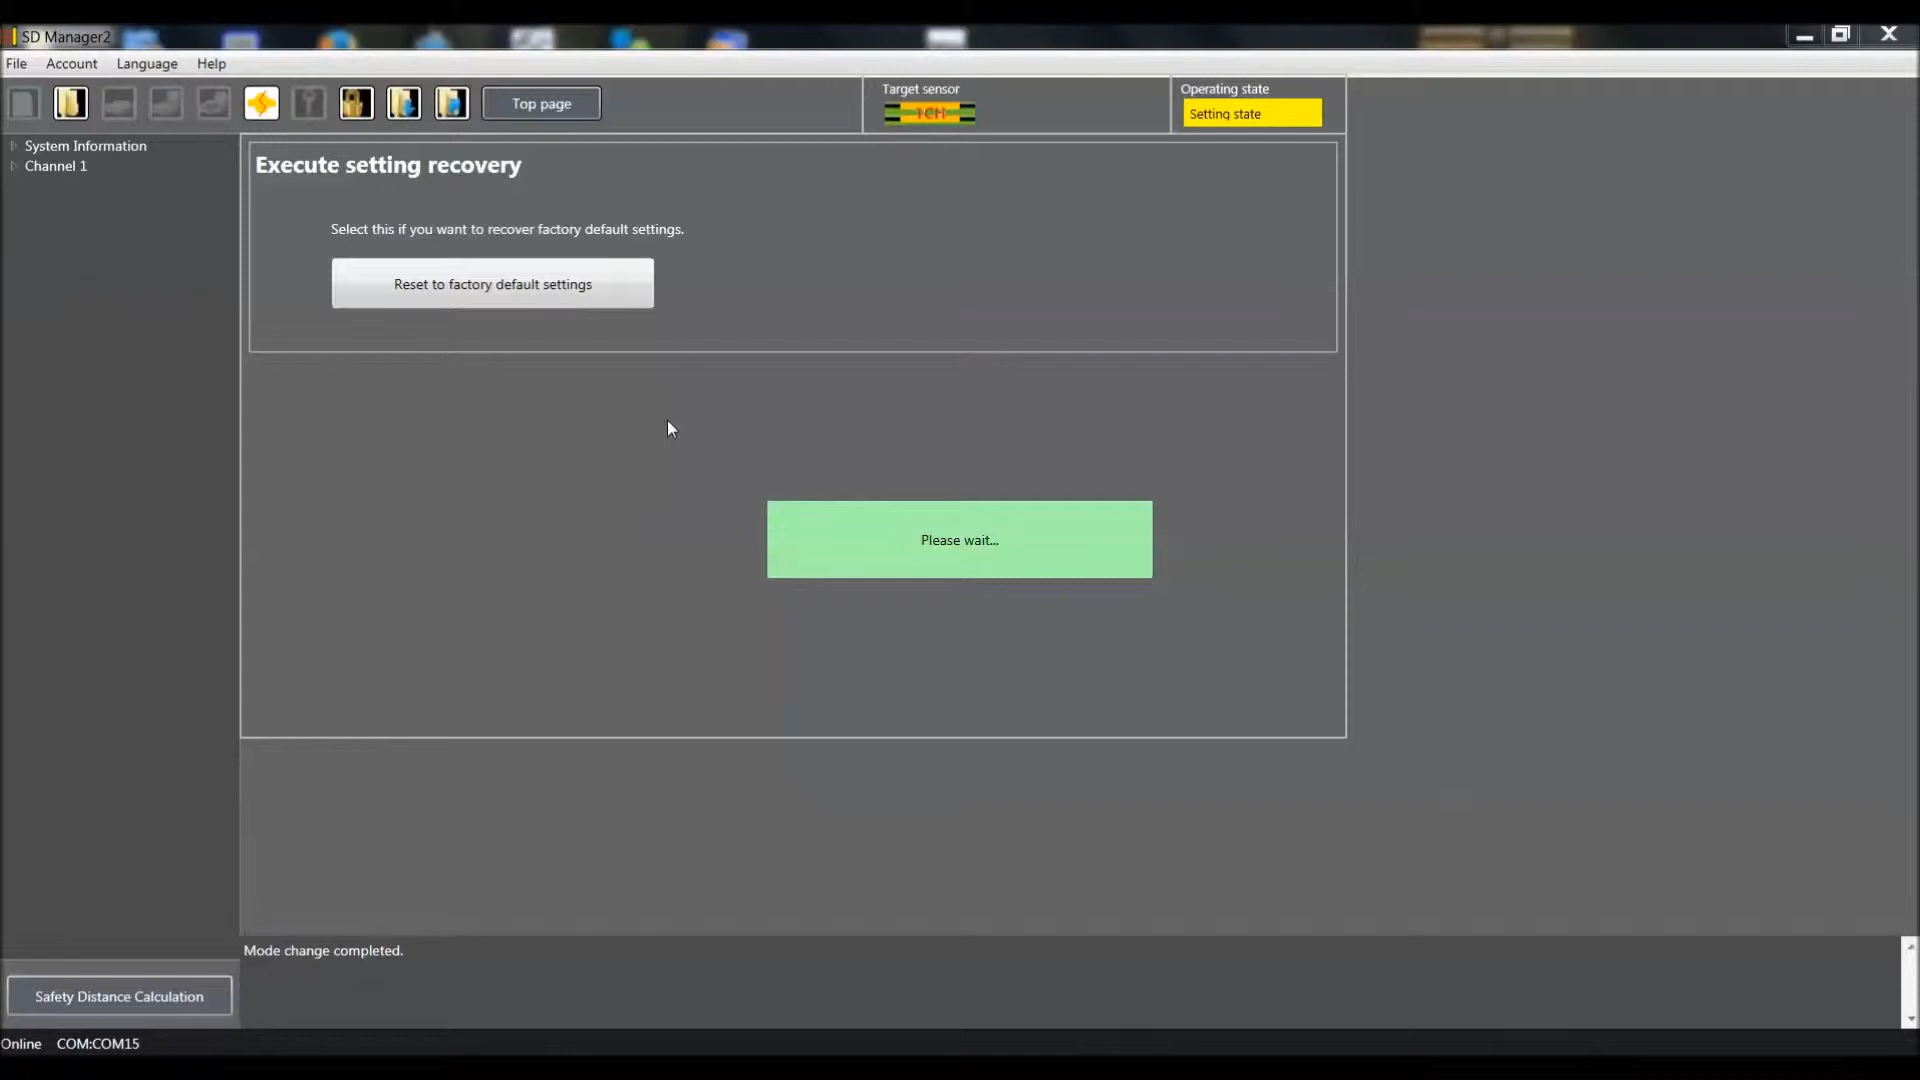 SD Manager2
File Account Language Help
Top page
Target sensor
1CH
Operating state
Setting state
System Information
Channel 1
Execute setting recovery
Select this if you want to recover factory default settings.
Reset to factory default settings
Please wait...
Mode change completed.
Safety Distance Calculation
Online COM:COM15